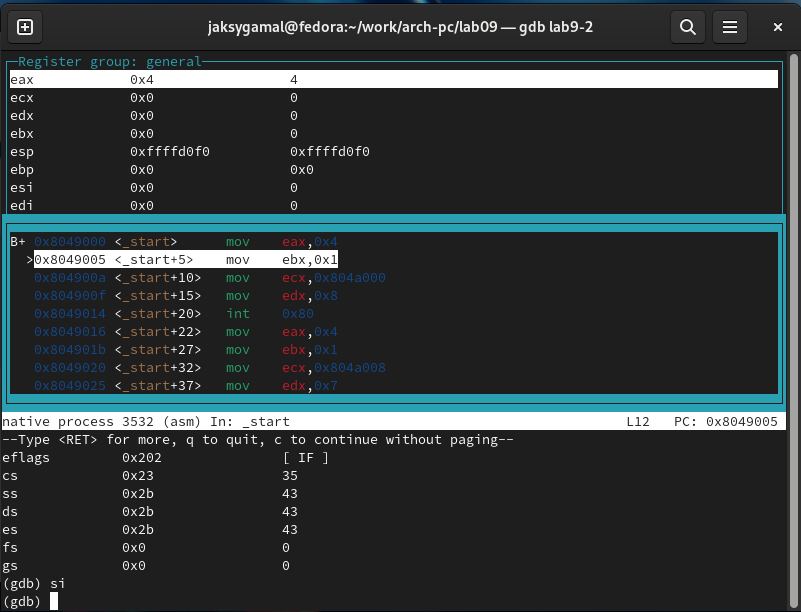 jaksygamal@fedora:~/work/arch-pc/lab09 — gdb lab9-2
Register group: general
eax 0x4 4
ecx 0x0 0
edx 0x0 0
ebx 0x0 0
esp 0xffffd0f0 0xffffd0f0
ebp 0x0 0x0
esi 0x0 0
edi 0x0 0
B+ 0x8049000 <_start> mov eax,0x4
>0x8049005 <_start+5> mov ebx,0x1
0x804900a <_start+10> mov ecx,0x804a000
0x804900f <_start+15> mov edx,0x8
0x8049014 <_start+20> int 0x80
0x8049016 <_start+22> mov eax,0x4
0x804901b <_start+27> mov ebx,0x1
0x8049020 <_start+32> mov ecx,0x804a008
0x8049025 <_start+37> mov edx,0x7
native process 3532 (asm) In: _start L12 PC: 0x8049005
--Type <RET> for more, q to quit, c to continue without paging--
eflags 0x202 [ IF ]
cs 0x23 35
ss 0x2b 43
ds 0x2b 43
es 0x2b 43
fs 0x0 0
gs 0x0 0
(gdb) si
(gdb)